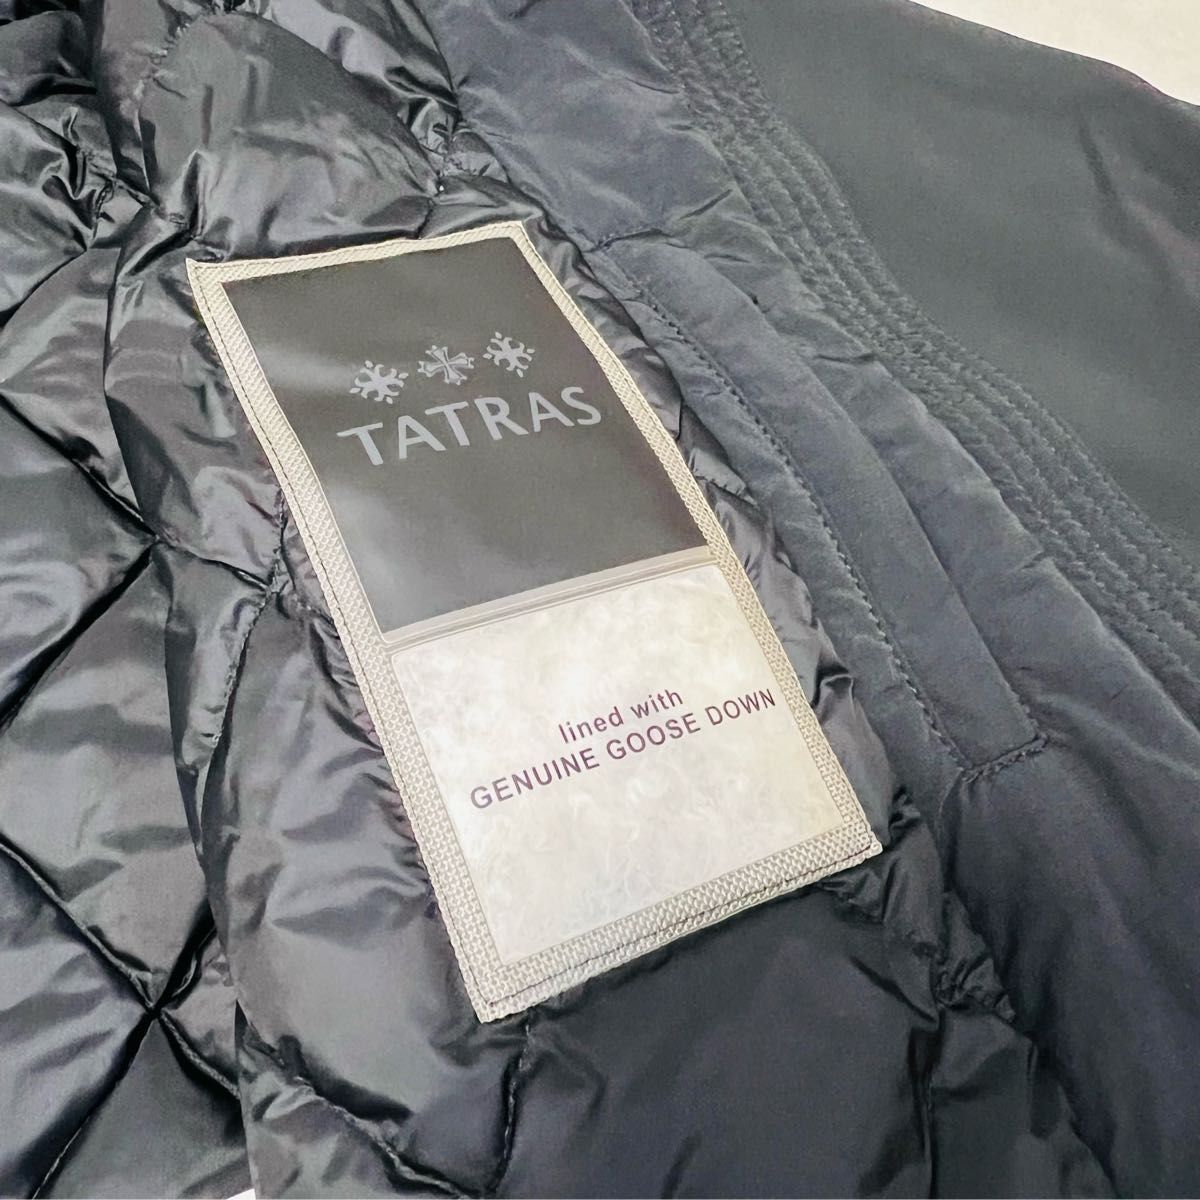 TATRAS
lined with
GENUINE GOOSE DOWN